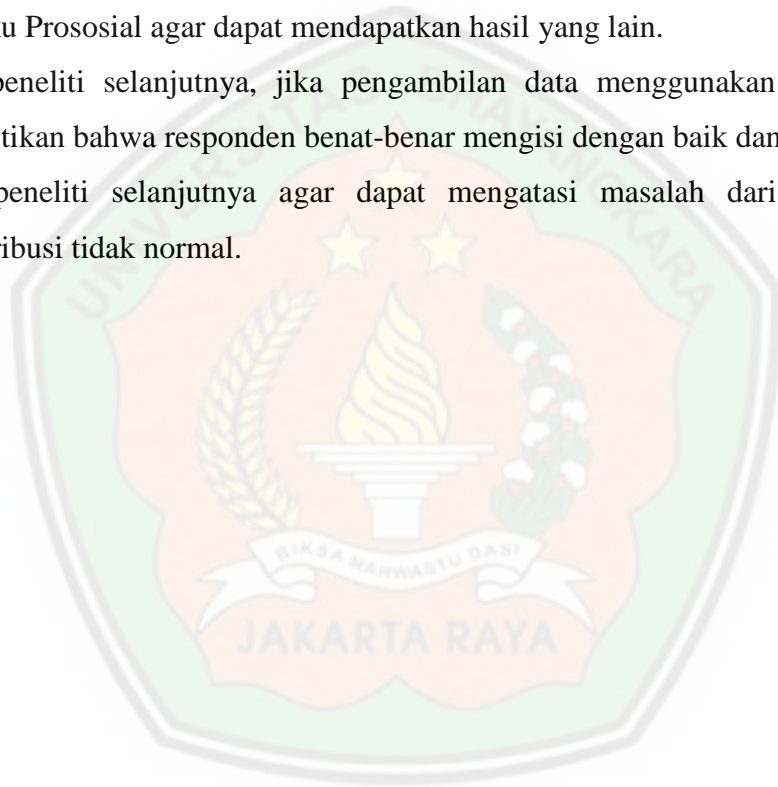 u Prososial agar dapat mendapatkan hasil yang lain.
peneliti selanjutnya, jika pengambilan data menggunakan
tikan bahwa responden benat-benar mengisi dengan baik dan
peneliti selanjutnya agar dapat mengatasi masalah dari
ribusi tidak normal.
UNIVERSITAS BHAYANGKARA
BIKSA MAHWASTU DASI
JAKARTA RAYA